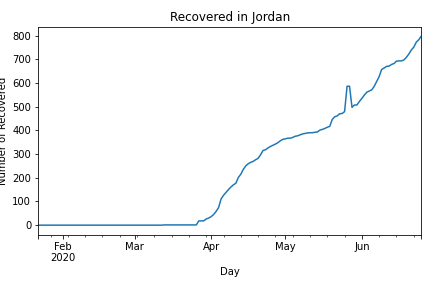 Recovered in Jordan
Number of Recovered
800
700
600
500
400
300
200
100
0
Feb
2020
Mar
Apr
May
Jun
Day